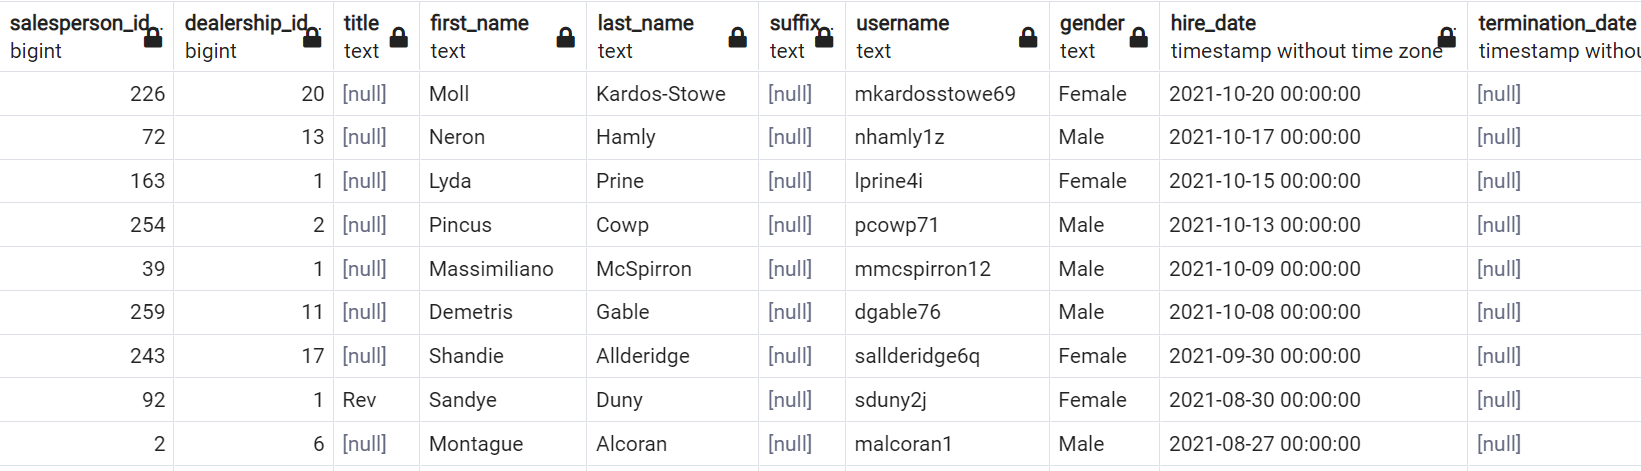 salesperson_id dealership_id title first_name last_name suffix username gender hire_date termination_date
bigint bigint text text text text text text timestamp without time zone timestamp withou
226 20 [null] Moll Kardos-Stowe [null] mkardosstowe69 Female 2021-10-20 00:00:00 [null]
72 13 [null] Neron Hamly [null] nhamly1z Male 2021-10-17 00:00:00 [null]
163 1 [null] Lyda Prine [null] lprine4i Female 2021-10-15 00:00:00 [null]
254 2 [null] Pincus Cowp [null] pcowp71 Male 2021-10-13 00:00:00 [null]
39 1 [null] Massimiliano McSpirron [null] mmcspirron12 Male 2021-10-09 00:00:00 [null]
259 11 [null] Demetris Gable [null] dgable76 Male 2021-10-08 00:00:00 [null]
243 17 [null] Shandie Allderidge [null] sallderidge6q Female 2021-09-30 00:00:00 [null]
92 1 Rev Sandye Duny [null] sduny2j Female 2021-08-30 00:00:00 [null]
2 6 [null] Montague Alcoran [null] malcoran1 Male 2021-08-27 00:00:00 [null]